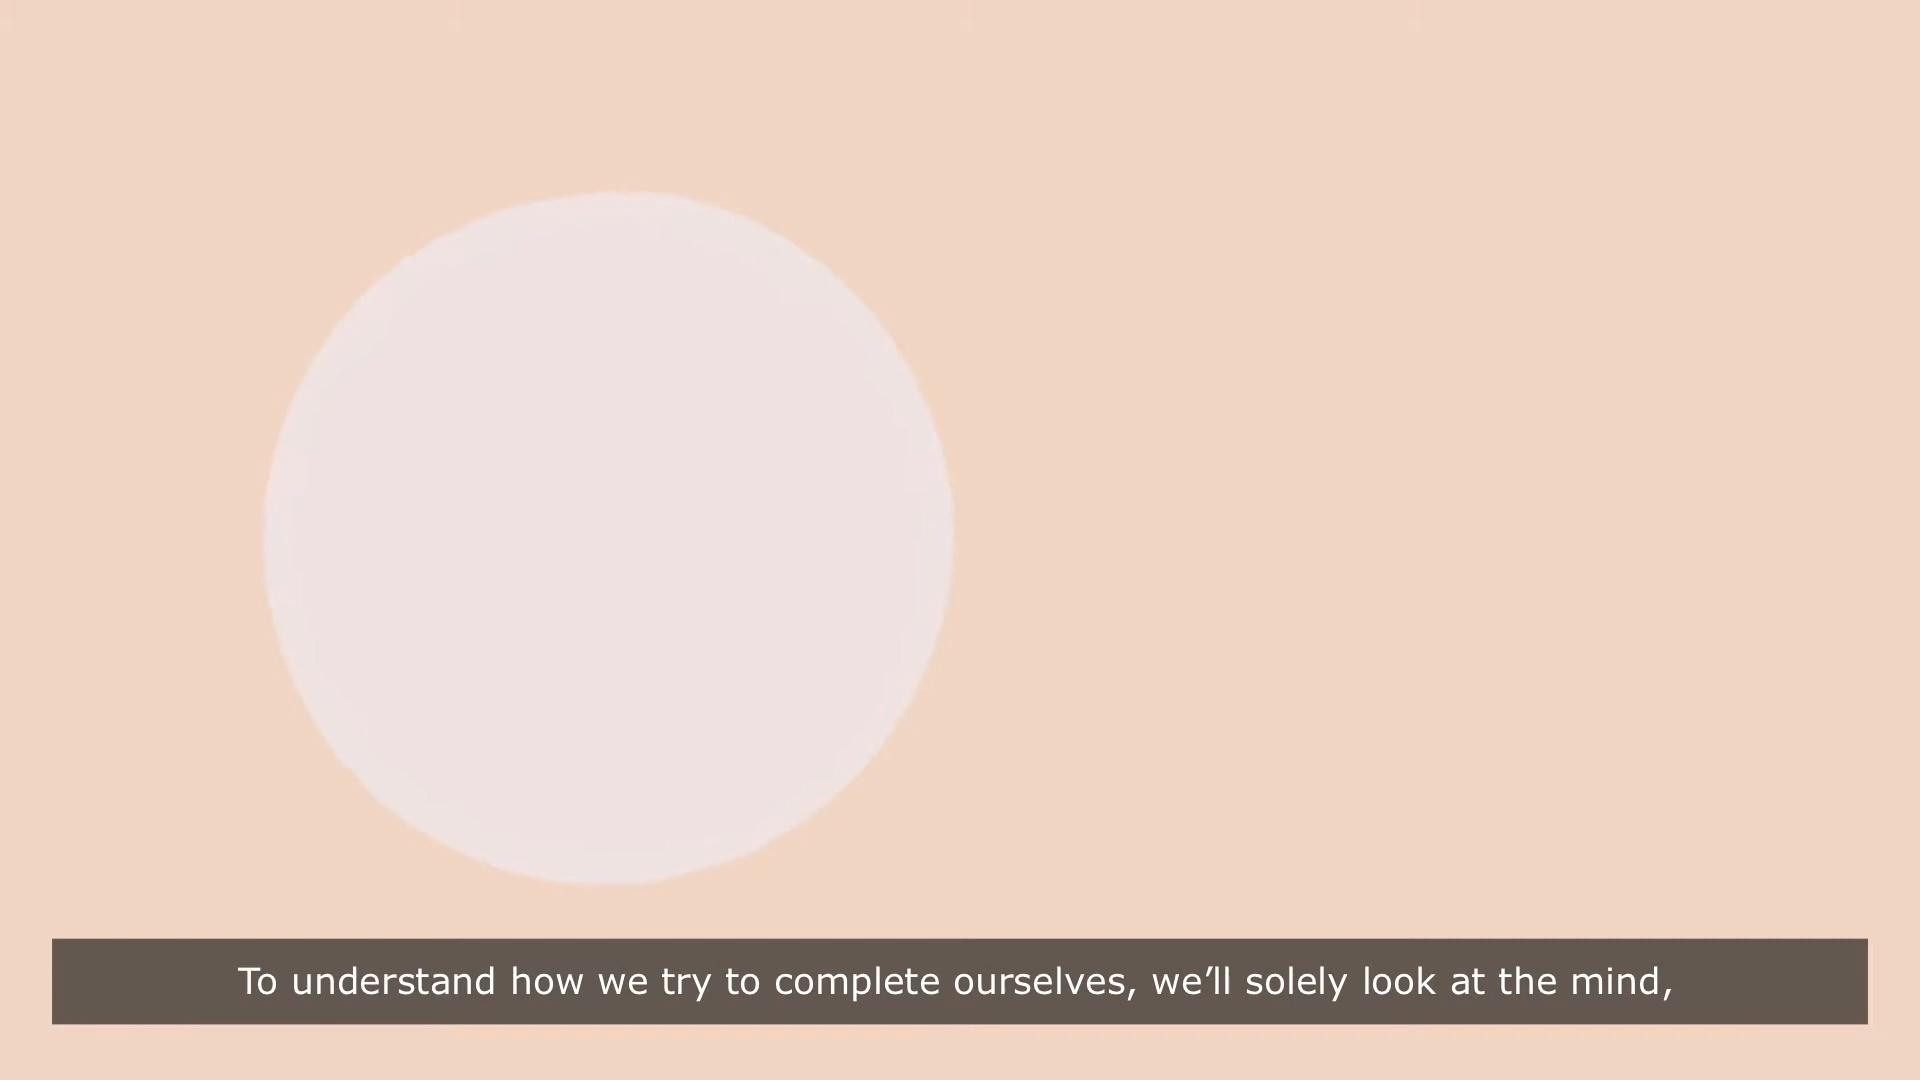 To understand how we try to complete ourselves, we’ll solely look at the mind,